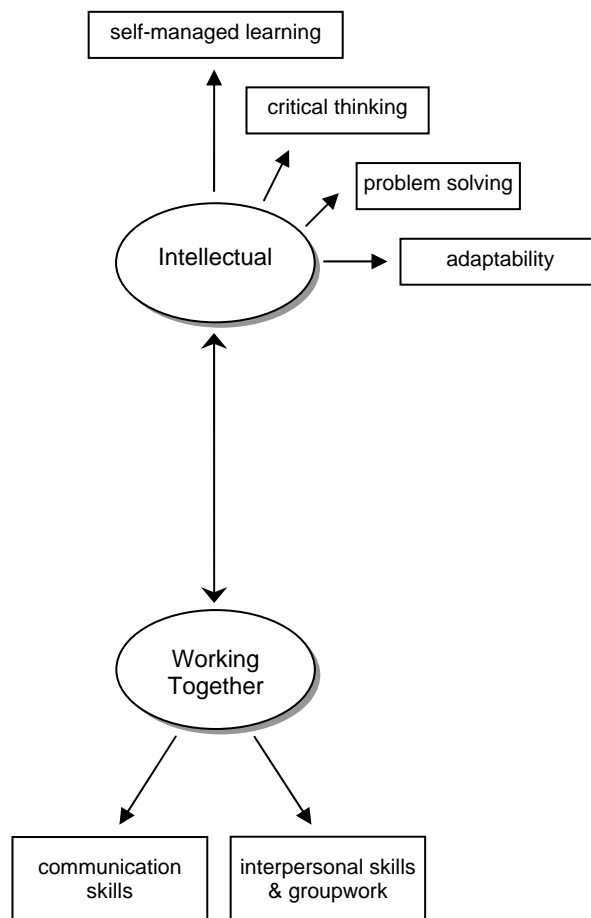 self-managed learning
critical thinking
problem solving
Intellectual
adaptability
Working
Together
communication
skills
interpersonal skills
& groupwork